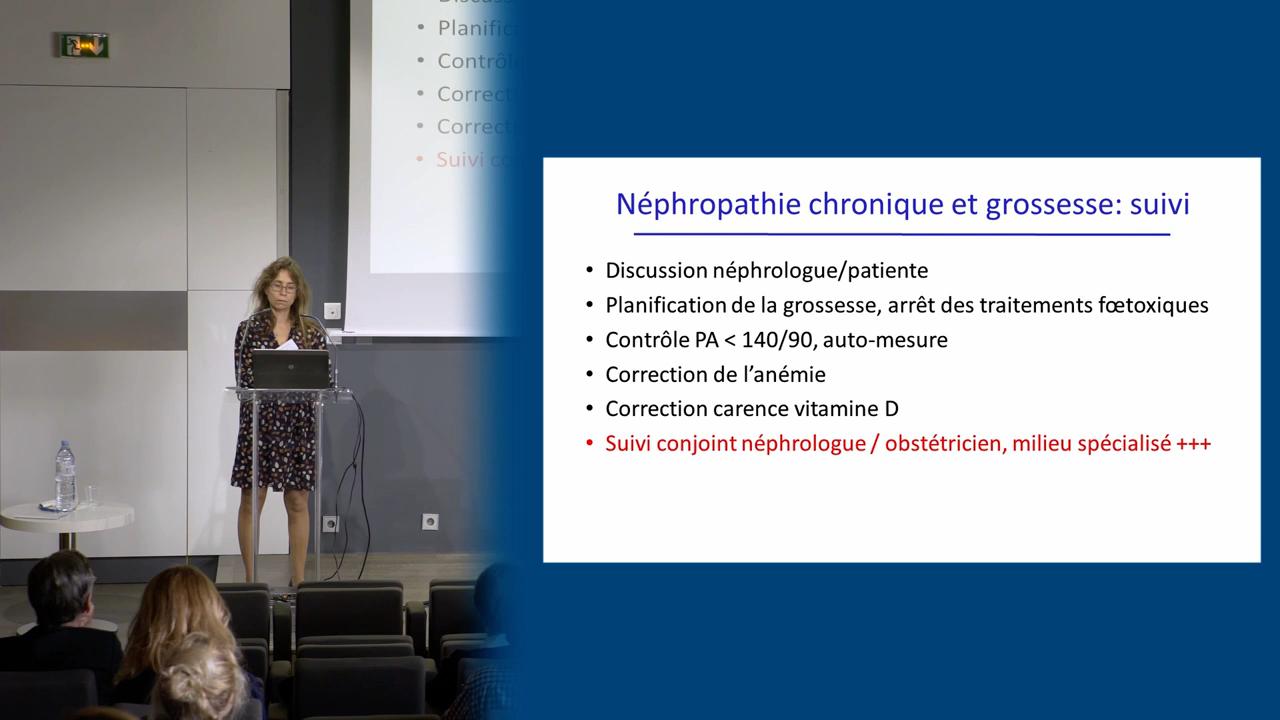 Planific
Contrôle
Correct
Correct
Suivi co
Néphropathie chronique et grossesse: suivi
• Discussion néphrologue/patiente
• Planification de la grossesse, arrêt des traitements fœtoxiques
• Contrôle PA < 140/90, auto-mesure
• Correction de l’anémie
• Correction carence vitamine D
• Suivi conjoint néphrologue / obstétricien, milieu spécialisé +++